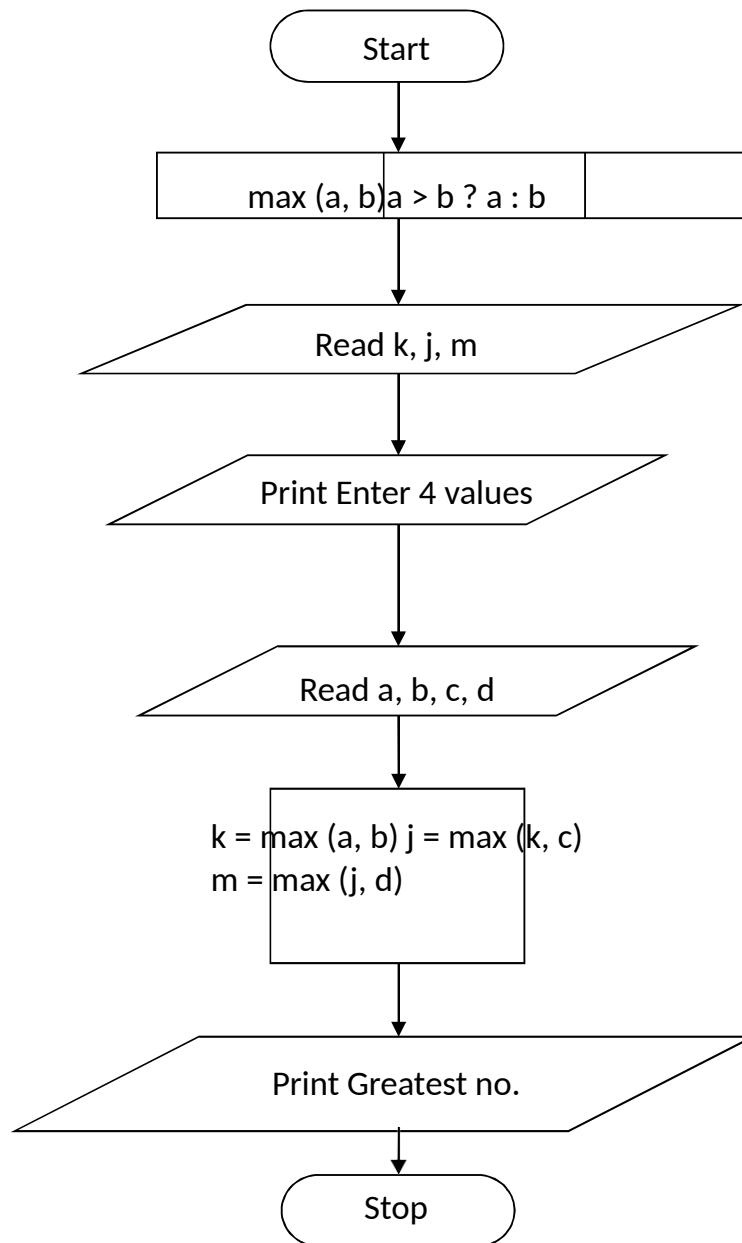 Start
max (a, b)a > b ? a : b
Read k, j, m
Print Enter 4 values
Read a, b, c, d
k = max (a, b) j = max (k, c)
m = max (j, d)
Print Greatest no.
Stop